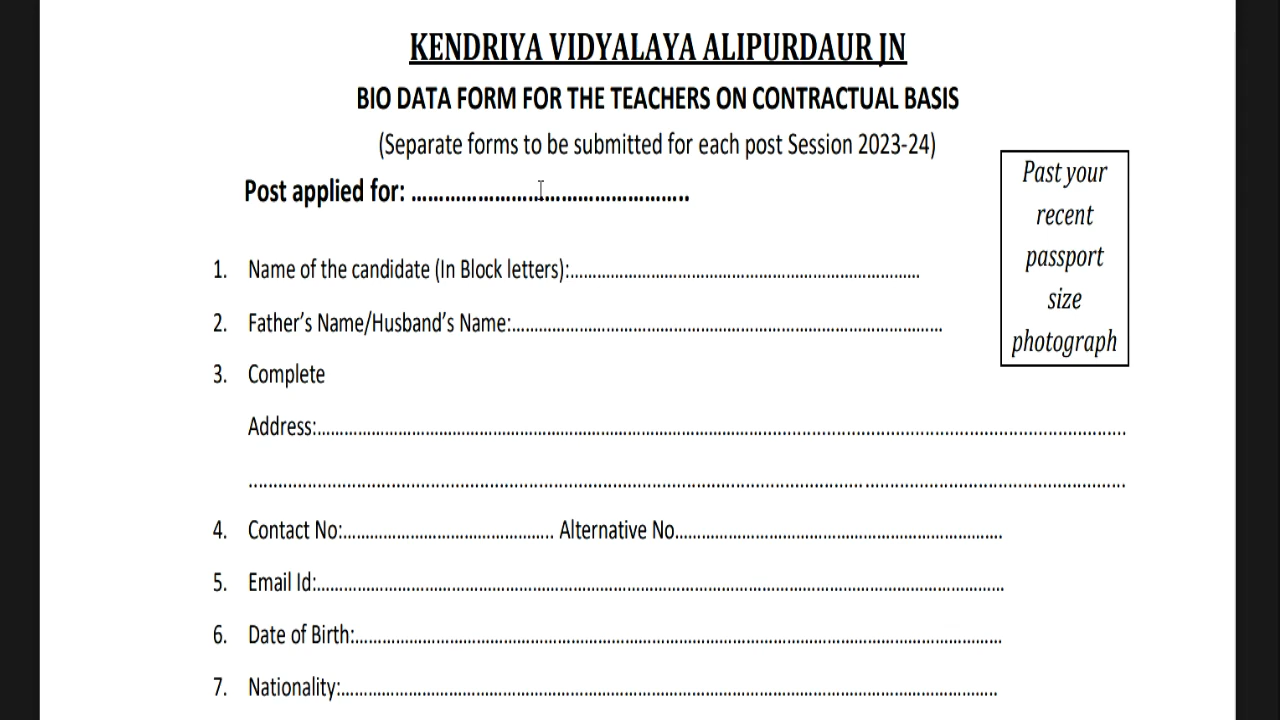 KENDRIYA VIDYALAYA ALIPURDAUR JN
BIO DATA FORM FOR THE TEACHERS ON CONTRACTUAL BASIS
(Separate forms to be submitted for each post Session 2023-24)
Post applied for: ……………………………………………..
Past your
recent
passport
size
photograph
1. Name of the candidate (In Block letters):……………………………………………………………………
2. Father's Name/Husband's Name:……………………………………………………………………………………
3. Complete
Address:………………………………………………………………………………………………………………………………………………
………………………………………………………………………………………………………………………………………………………………
4. Contact No:……………………………………….. Alternative No……………………………………………………………….
5. Email Id:………………………………………………………………………………………………………………………………
6. Date of Birth:……………………………………………………………………………………………………………………
7. Nationality:………………………………………………………………………………………………………………………